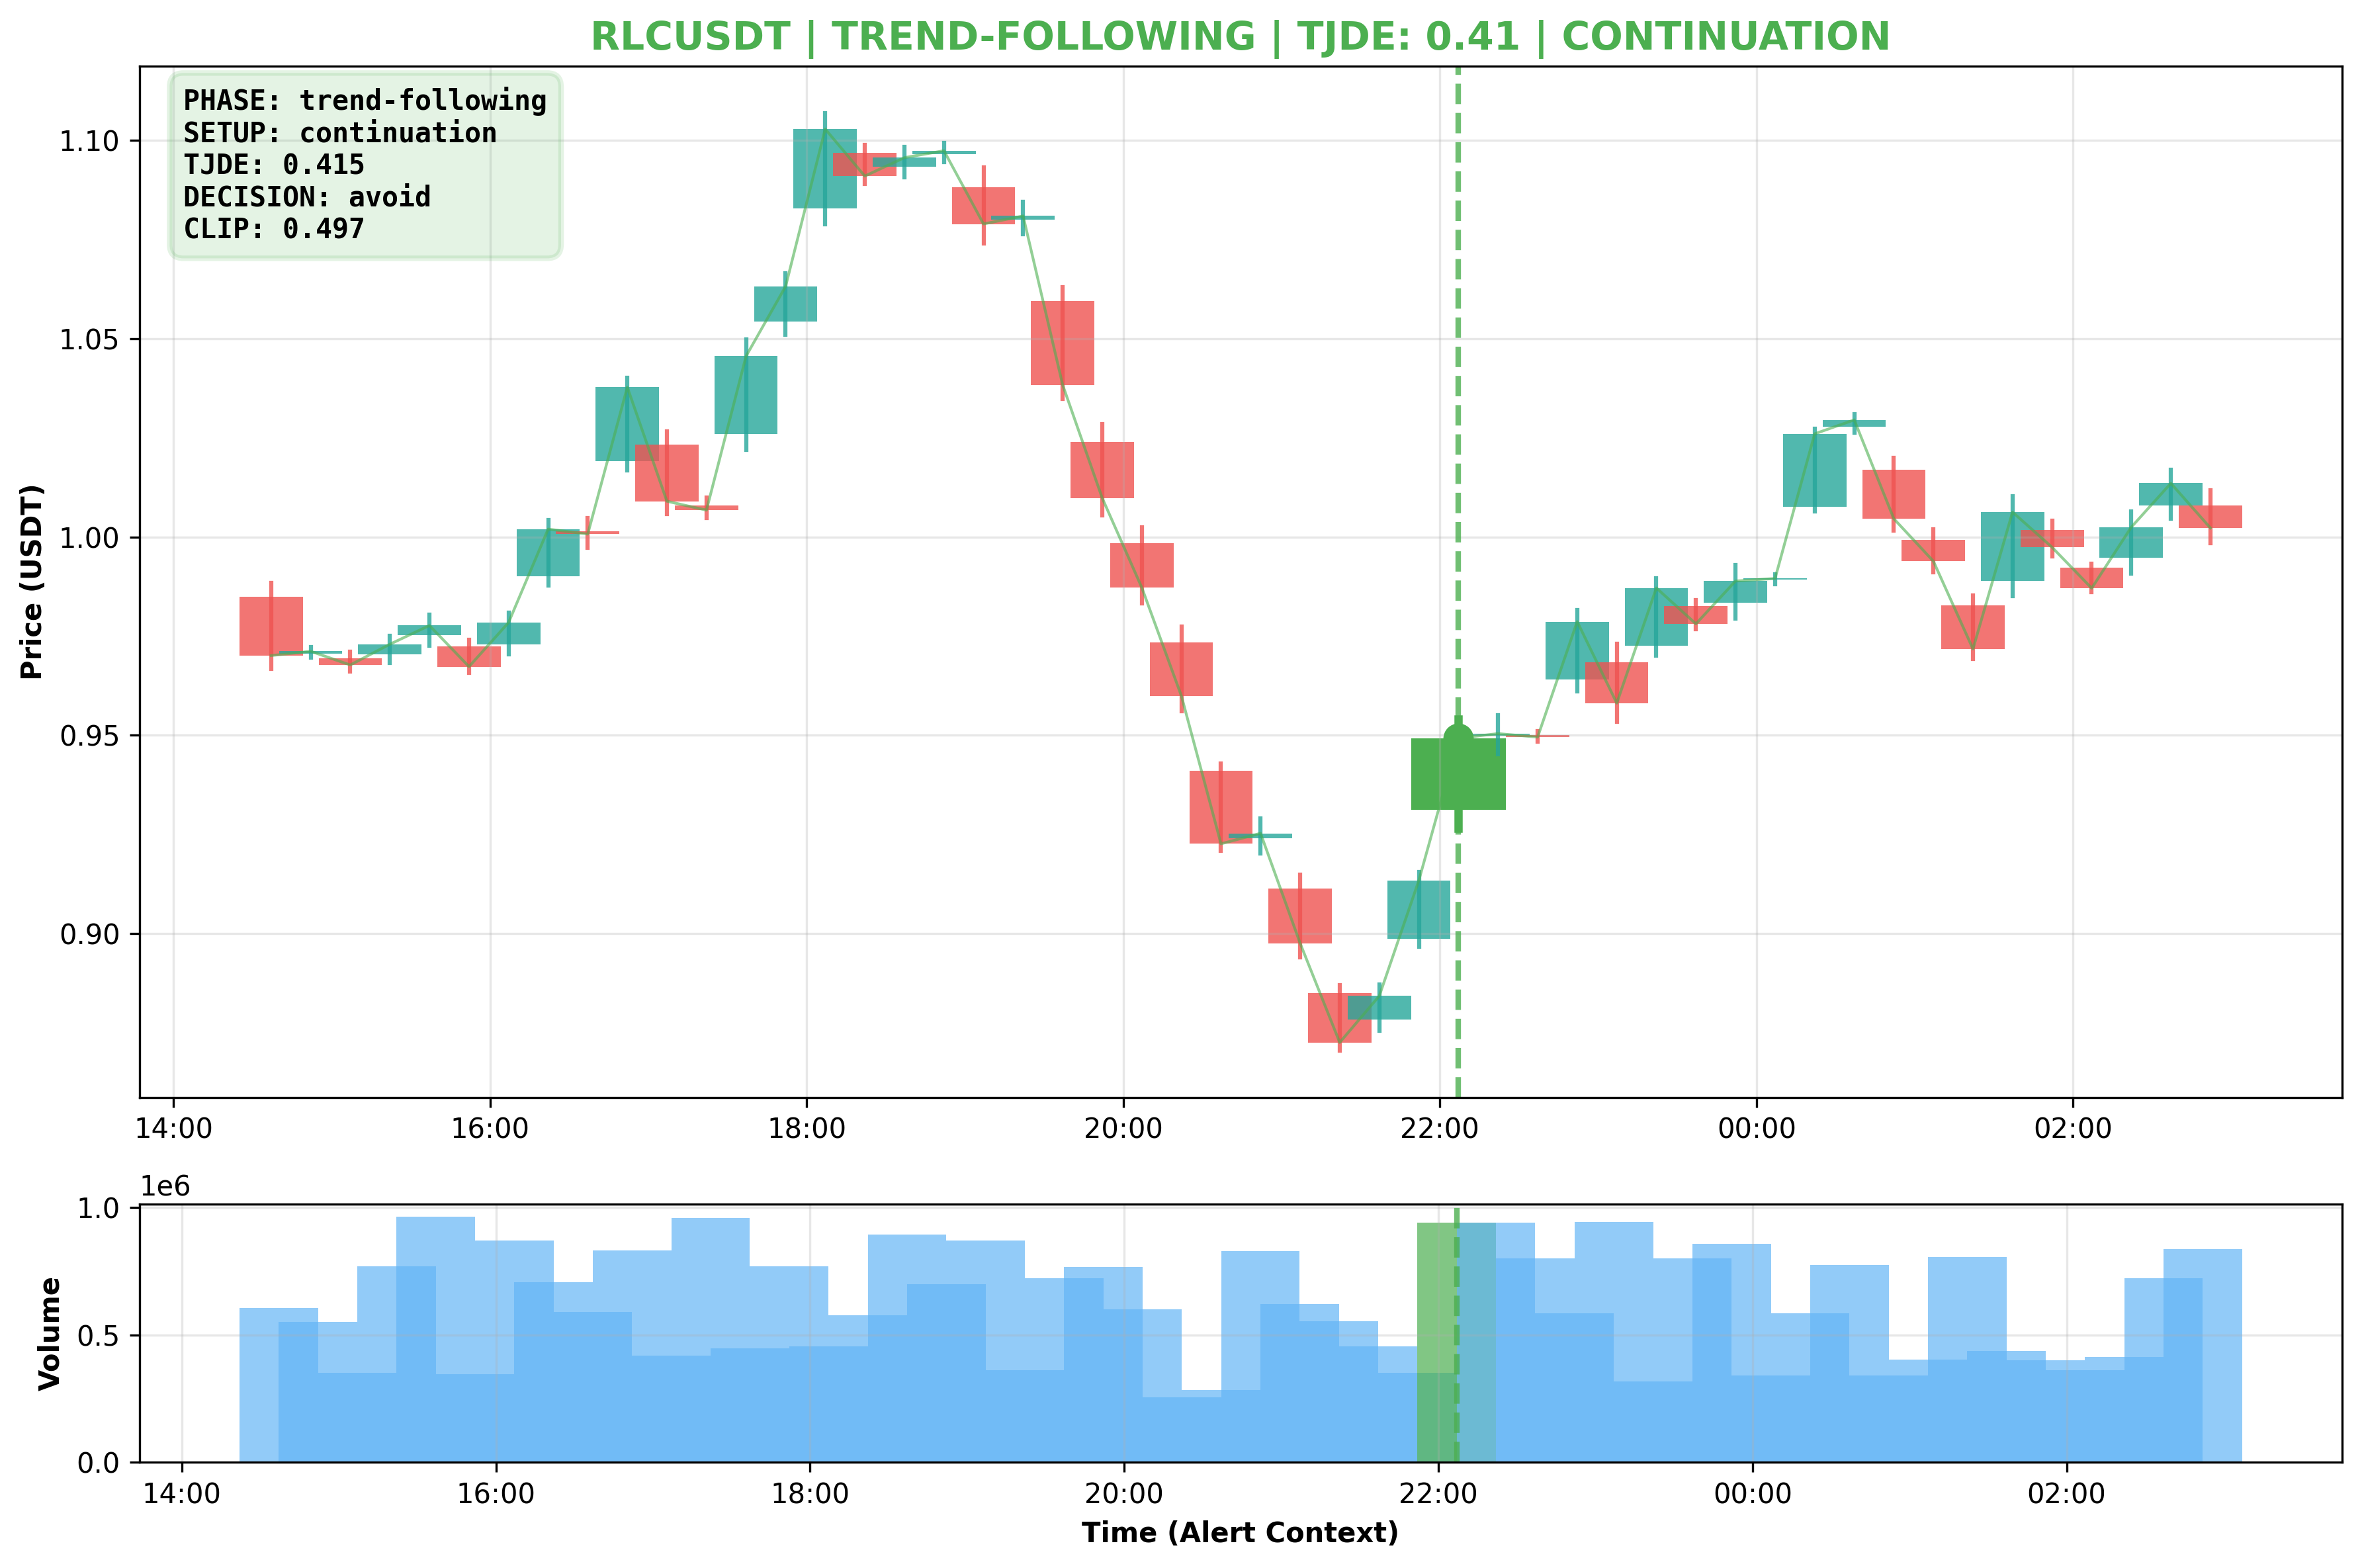 RLCUSDT | TREND-FOLLOWING | TJDE: 0.41 | CONTINUATION
PHASE: trend-following
SETUP: continuation
TJDE: 0.415
DECISION: avoid
CLIP: 0.497
Price (USDT)
1.10
1.05
1.00
0.95
0.90
14:00 16:00 18:00 20:00 22:00 00:00 02:00
1e6
Volume
1.0
0.5
0.0
14:00 16:00 18:00 20:00 22:00 00:00 02:00
Time (Alert Context)